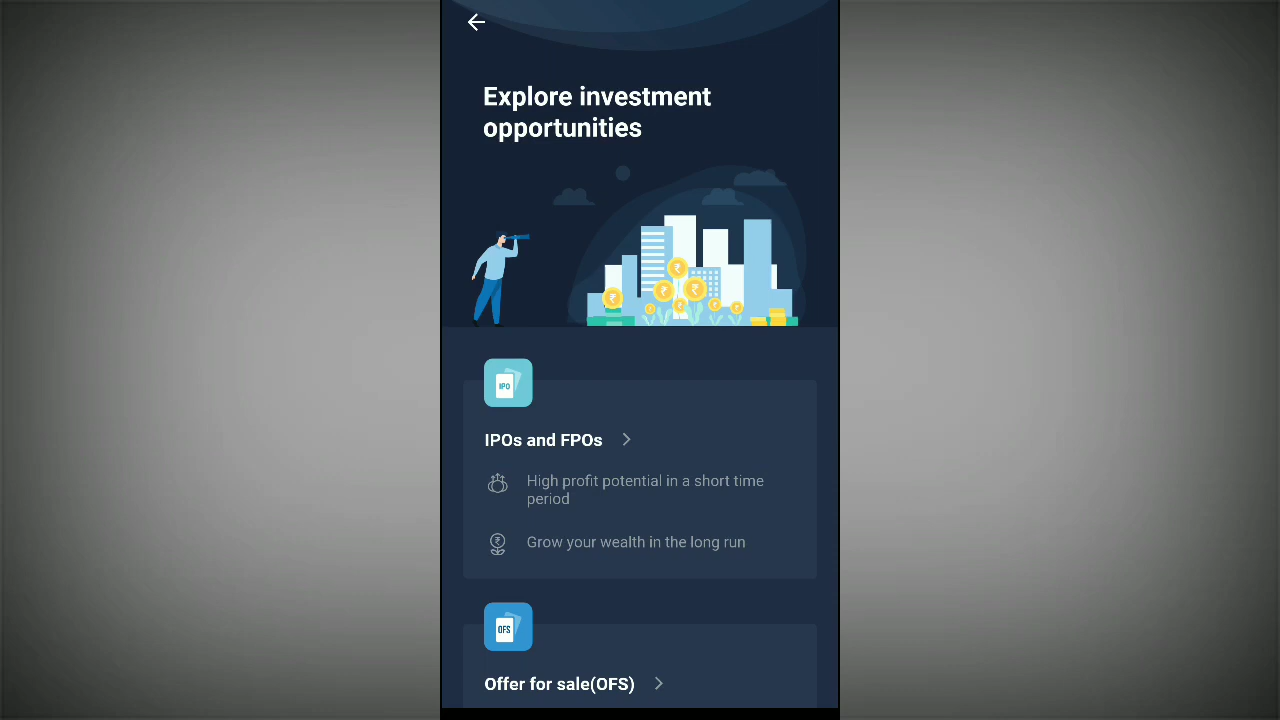 Explore investment
opportunities
IPO
IPOs and FPOs
High profit potential in a short time
period
Grow your wealth in the long run
OFS
Offer for sale(OFS)